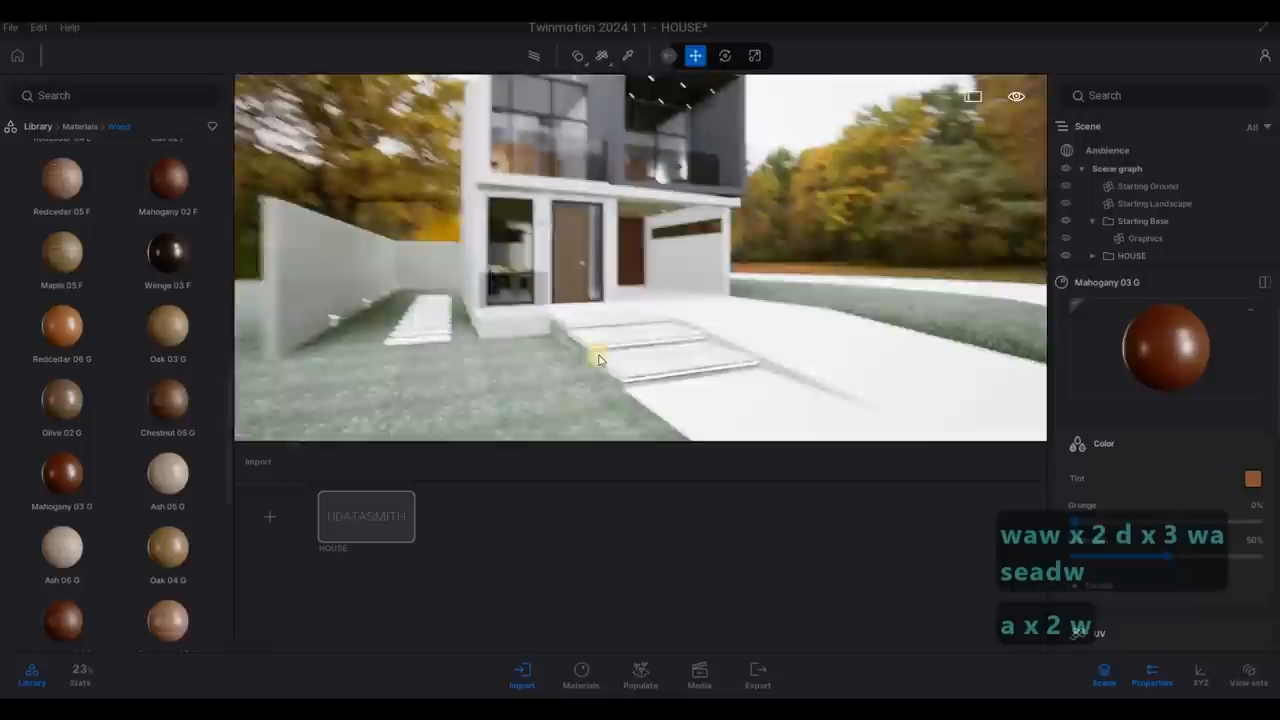 File Edit Help
Twinmotion 2024 1 1 - HOUSE*
Search
Library > Materials > Wood
Redcedar 05 F
Mahogany 02 F
Maple 05 F
Wenge 03 F
Redcedar 06 G
Oak 03 G
Olive 02 G
Chestnut 05 G
Mahogany 03 G
Ash 05 G
Ash 06 G
Oak 04 G
Import
UDATASMITH
HOUSE
Search
Scene
All
Ambience
Scene graph
Starting Ground
Starting Landscape
Starting Base
Graphics
HOUSE
Mahogany 03 G
Color
Tint
Grunge 0%
50%
waw x 2 d x 3 wa
seadw
a x 2 w
UV
Library
23%
Stats
Import
Materials
Populate
Media
Export
Scene
Properties
XYZ
View sets